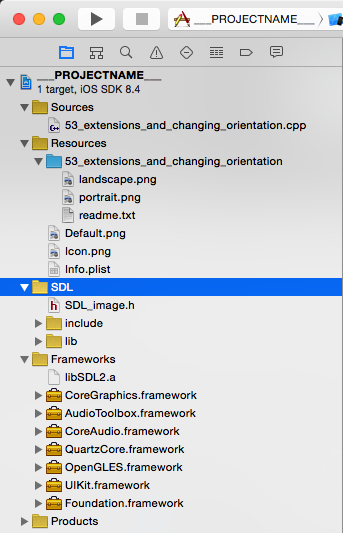 ___PROJECTNAME___
___PROJECTNAME___
1 target, iOS SDK 8.4
Sources
53_extensions_and_changing_orientation.cpp
Resources
53_extensions_and_changing_orientation
landscape.png
portrait.png
readme.txt
Default.png
Icon.png
Info.plist
SDL
SDL_image.h
include
lib
Frameworks
libSDL2.a
CoreGraphics.framework
AudioToolbox.framework
CoreAudio.framework
QuartzCore.framework
OpenGLES.framework
UIKit.framework
Foundation.framework
Products